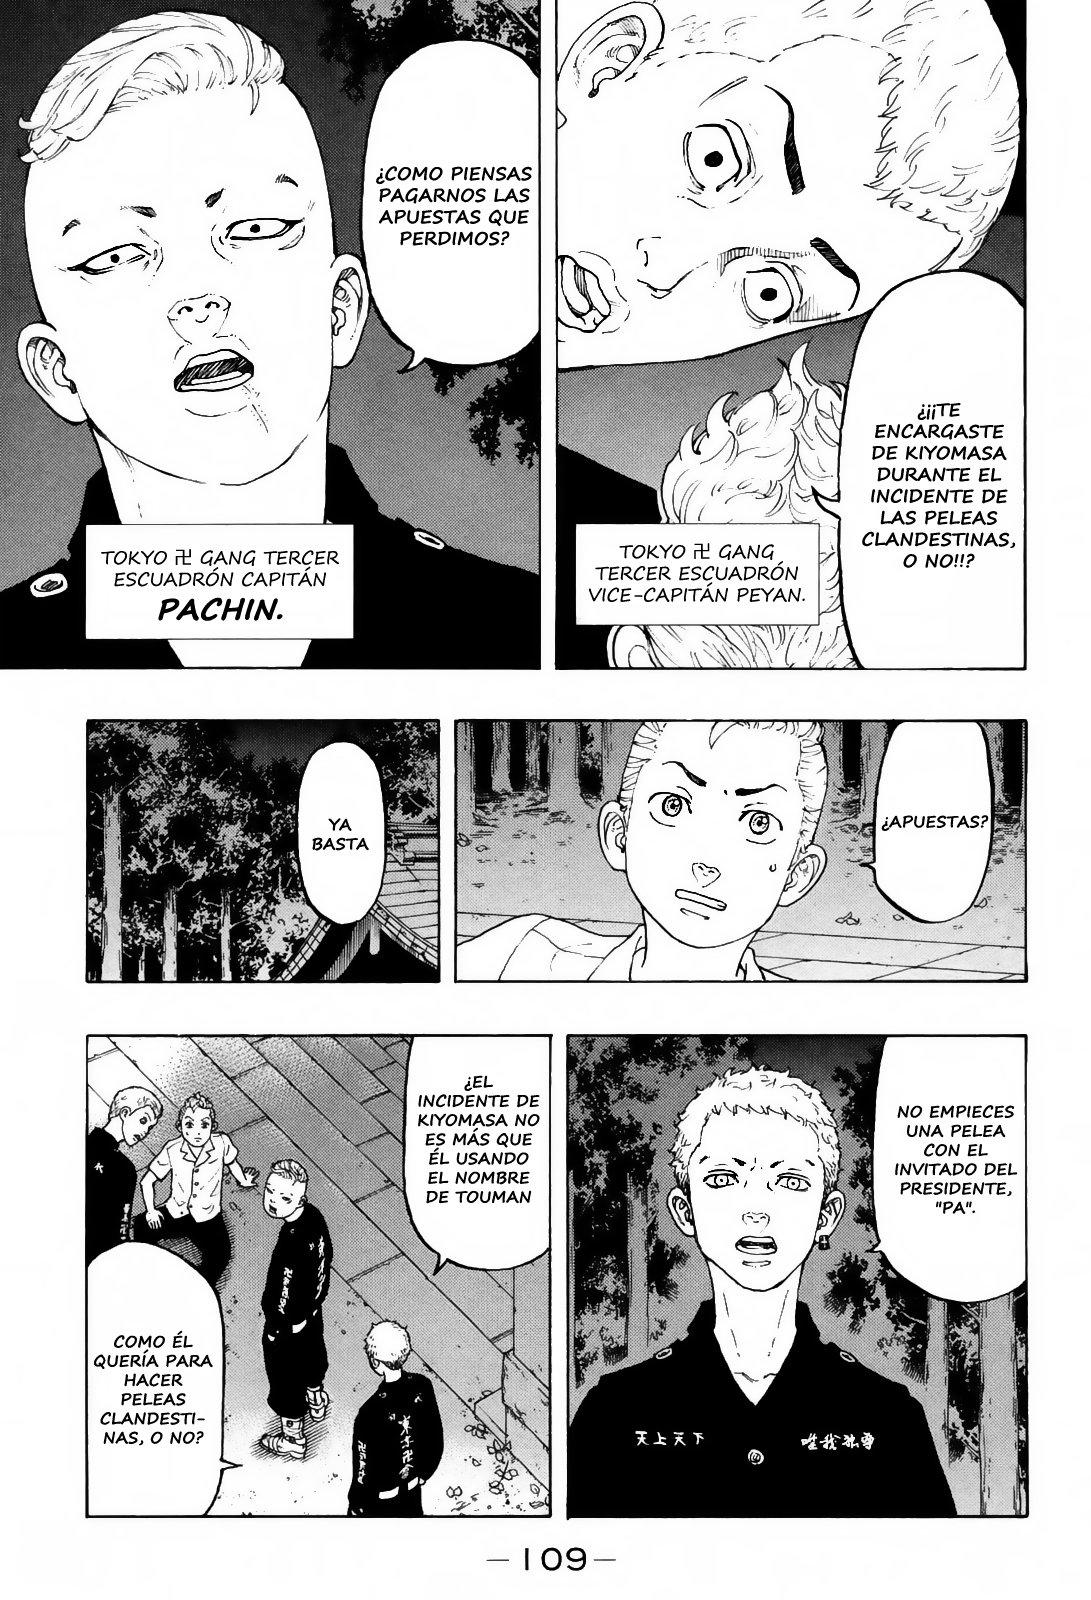 ¿¡¡TE
ENCARGASTE
DE KIYOMASA
DURANTE EL
INCIDENTE DE
LAS PELEAS
CLANDESTINAS,
O NO!!?
TOKYO 卍 GANG
TERCER ESCUADRÓN
VICE-CAPITÁN PEYAN.
¿COMO PIENSAS
PAGARNOS LAS
APUESTAS QUE
PERDIMOS?
TOKYO 卍 GANG TERCER
ESCUADRÓN CAPITÁN
PACHIN.
¿APUESTAS?
YA
BASTA
NO EMPIECES
UNA PELEA
CON EL
INVITADO DEL
PRESIDENTE,
"PA".
天上天下
唯我独尊
¿EL
INCIDENTE DE
KIYOMASA NO
ES MÁS QUE
ÉL USANDO
EL NOMBRE
DE TOUMAN
COMO ÉL
QUERÍA PARA
HACER
PELEAS
CLANDESTI-
NAS, O NO?
—109—